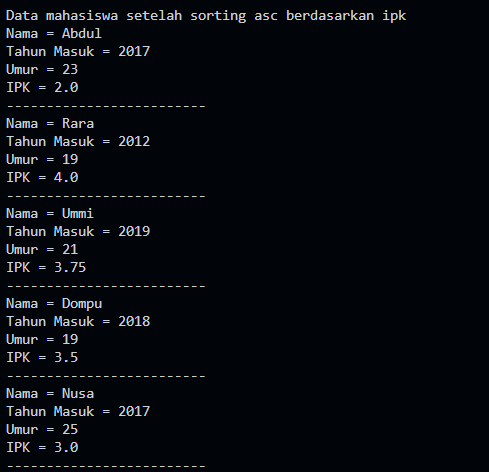 Data mahasiswa setelah sorting asc berdasarkan ipk
Nama = Abdul
Tahun Masuk = 2017
Umur = 23
IPK = 2.0
-------------------------
Nama = Rara
Tahun Masuk = 2012
Umur = 19
IPK = 4.0
-------------------------
Nama = Ummi
Tahun Masuk = 2019
Umur = 21
IPK = 3.75
-------------------------
Nama = Dompu
Tahun Masuk = 2018
Umur = 19
IPK = 3.5
-------------------------
Nama = Nusa
Tahun Masuk = 2017
Umur = 25
IPK = 3.0
-------------------------